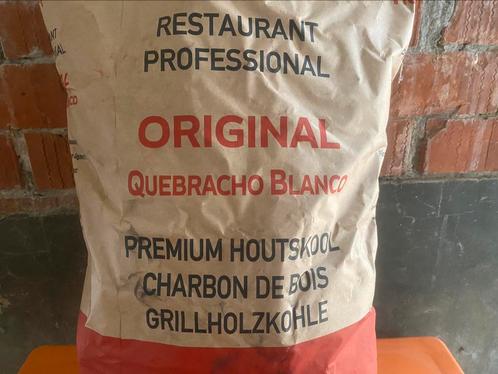 RESTAURANT
PROFESSIONAL
ORIGINAL
QUEBRACHO BLANCO
PREMIUM HOUTSKOOL
CHARBON DE BOIS
GRILLHOLZKOHLE